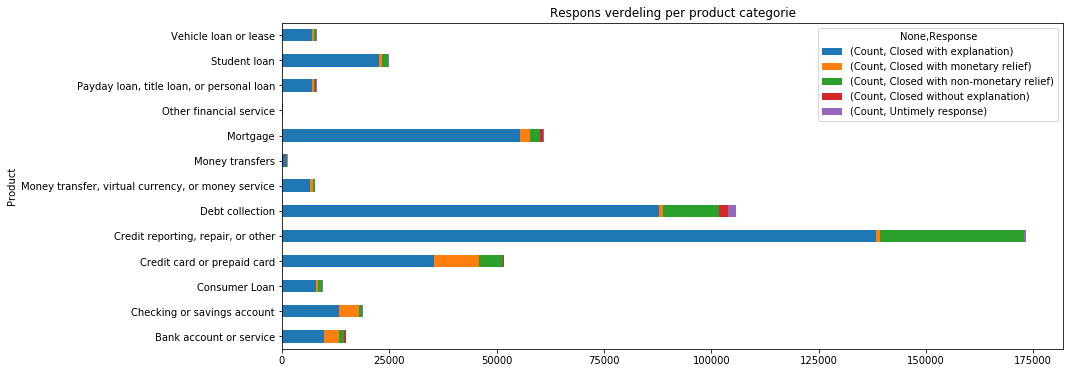 Respons verdeling per product categorie
None,Response
(Count, Closed with explanation)
(Count, Closed with monetary relief)
(Count, Closed with non-monetary relief)
(Count, Closed without explanation)
(Count, Untimely response)
Product
Vehicle loan or lease
Student loan
Payday loan, title loan, or personal loan
Other financial service
Mortgage
Money transfers
Money transfer, virtual currency, or money service
Debt collection
Credit reporting, repair, or other
Credit card or prepaid card
Consumer Loan
Checking or savings account
Bank account or service
0 25000 50000 75000 100000 125000 150000 175000